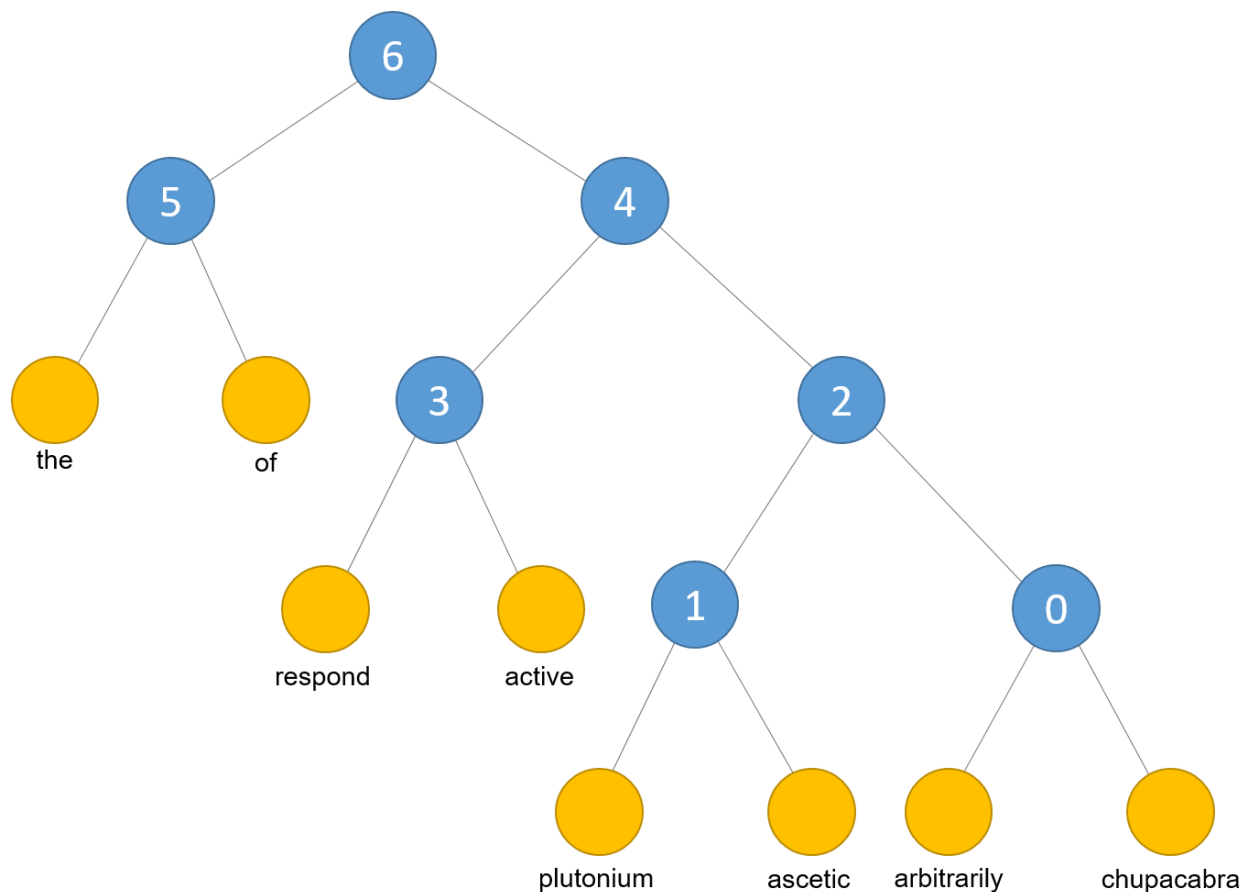 6
5
4
3
2
the
of
1
0
respond
active
plutonium
ascetic
arbitrarily
chupacabra